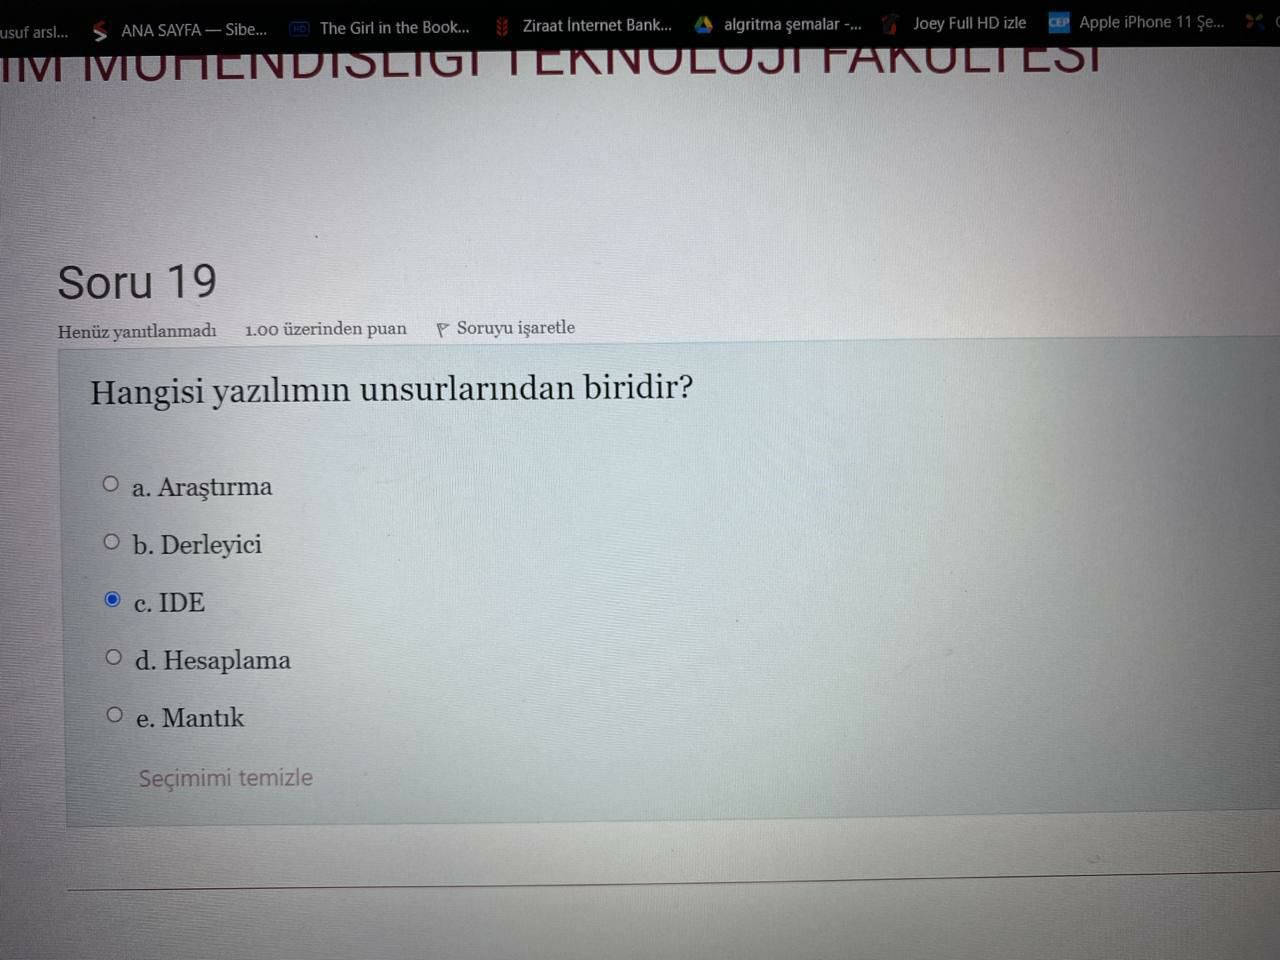 usuf arsl... ANA SAYFA — Sibe... HD The Girl in the Book... Ziraat İnternet Bank... algritma şemalar -... Joey Full HD izle CEP Apple iPhone 11 Şe...
MÜHENDİSLİĞİ TEKNOLOJİ FAKÜLTESİ
Soru 19
Henüz yanıtlanmadı 1.00 üzerinden puan Soruyu işaretle
Hangisi yazılımın unsurlarından biridir?
a. Araştırma
b. Derleyici
c. IDE
d. Hesaplama
e. Mantık
Seçimimi temizle